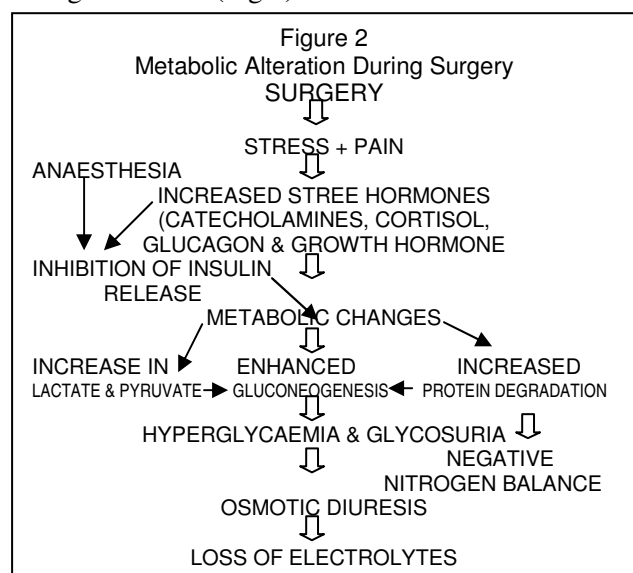 Figure 2
Metabolic Alteration During Surgery
SURGERY
STRESS + PAIN
ANAESTHESIA
INCREASED STREE HORMONES
(CATECHOLAMINES, CORTISOL,
GLUCAGON & GROWTH HORMONE
INHIBITION OF INSULIN
RELEASE
METABOLIC CHANGES
INCREASE IN
LACTATE & PYRUVATE
ENHANCED
GLUCONEOGENESIS
INCREASED
PROTEIN DEGRADATION
HYPERGLYCAEMIA & GLYCOSURIA
NEGATIVE
NITROGEN BALANCE
OSMOTIC DIURESIS
LOSS OF ELECTROLYTES